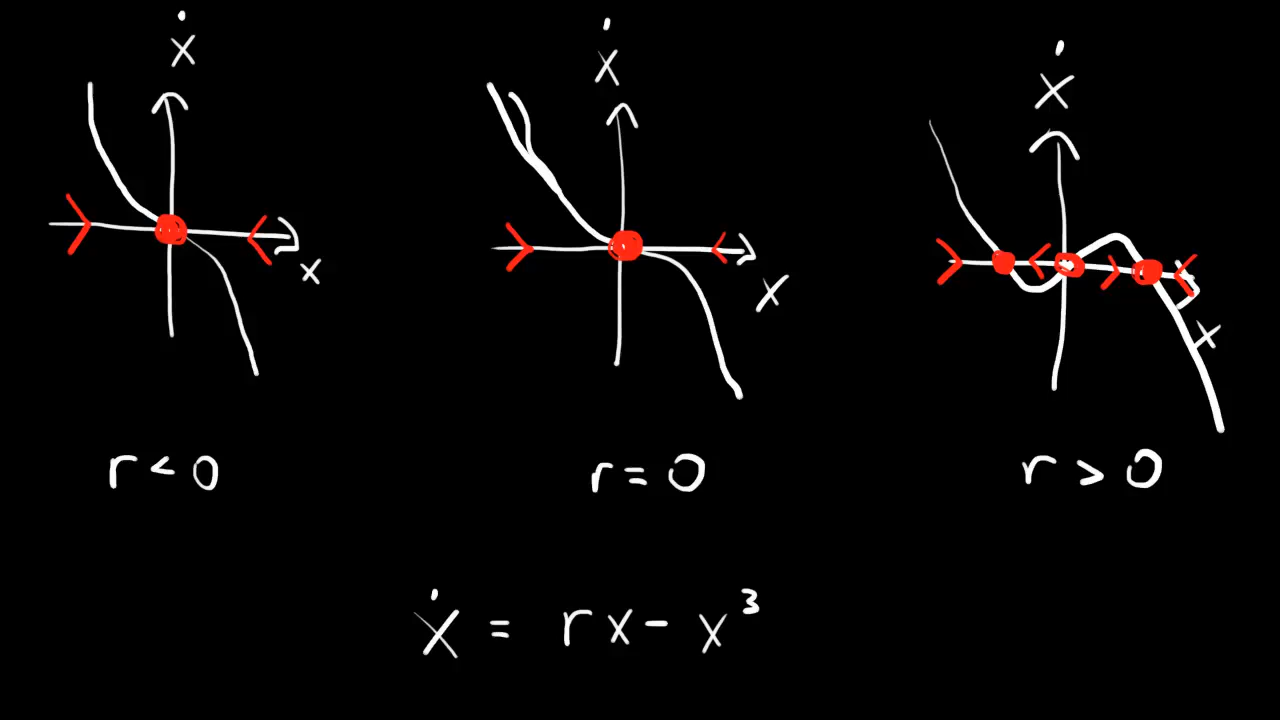 ẋ ẋ ẋ
x x x
r < 0 r = 0 r > 0
ẋ = rx - x³